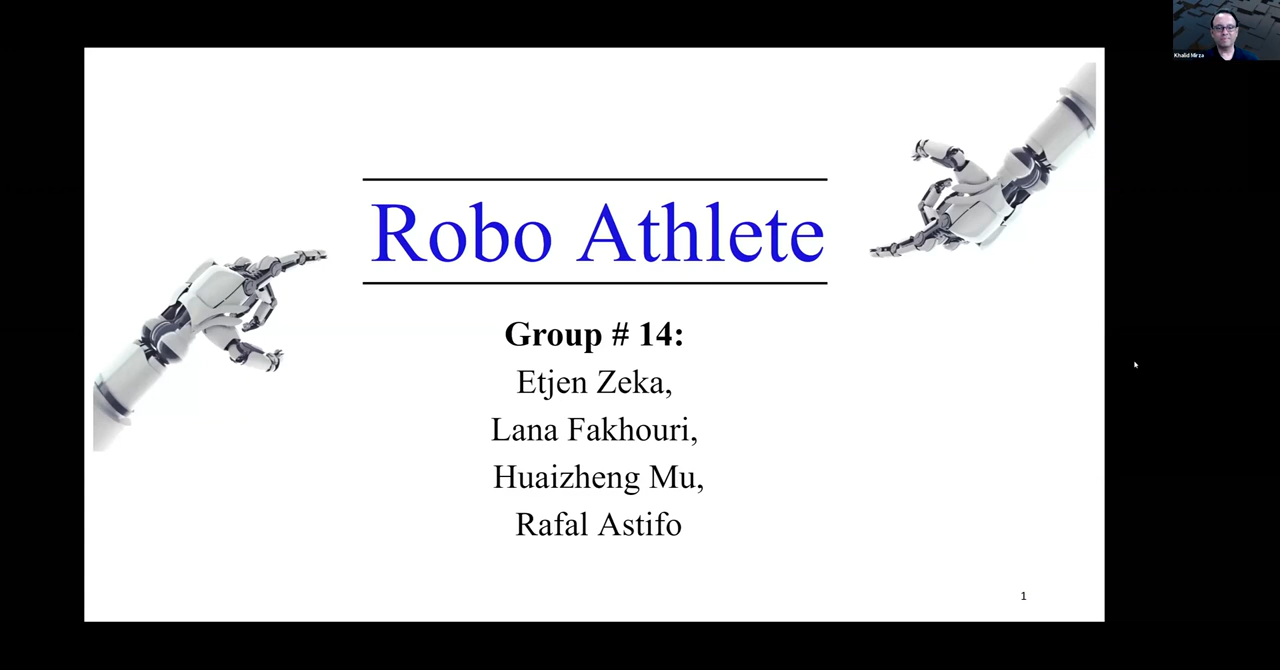 Khalid Mirza
Robo Athlete
Group # 14:
Etjen Zeka,
Lana Fakhouri,
Huaizheng Mu,
Rafal Astifo
1